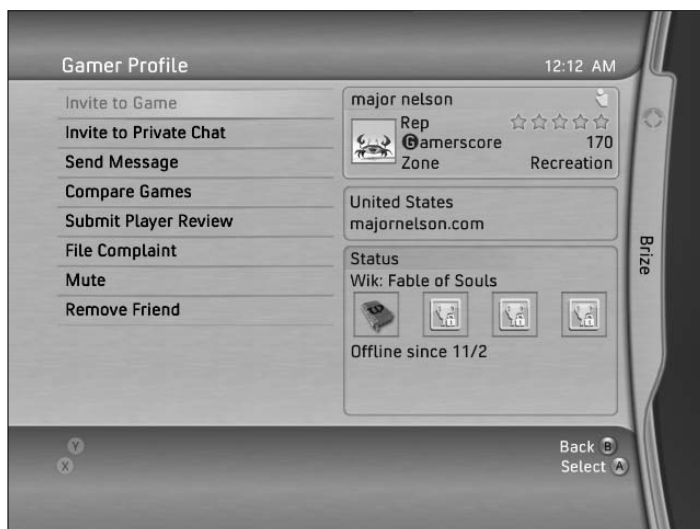 Gamer Profile
12:12 AM
Invite to Game
Invite to Private Chat
Send Message
Compare Games
Submit Player Review
File Complaint
Mute
Remove Friend
major nelson
Rep
Gamerscore 170
Zone Recreation
United States
majornelson.com
Status
Wik: Fable of Souls
Offline since 11/2
Brize
Y
X
Back B
Select A